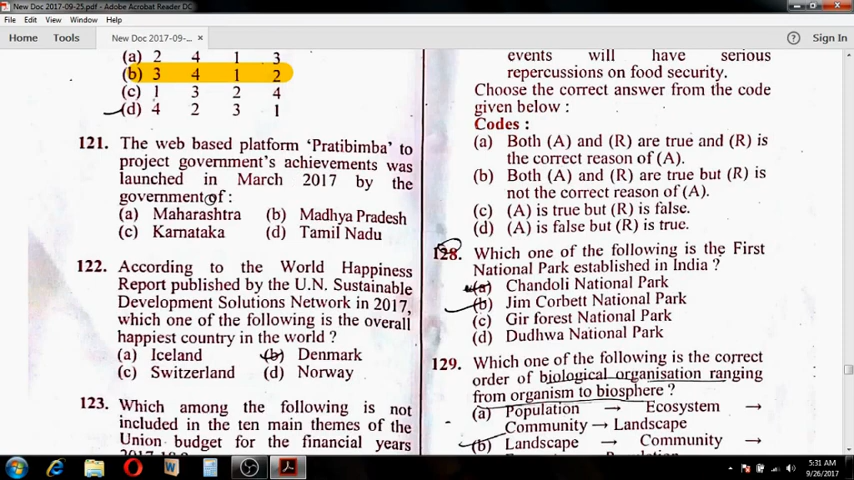 New Doc 2017-09-25.pdf - Adobe Acrobat Reader DC
File Edit View Window Help
Home Tools New Doc 2017-09-... × Sign In
(a) 2 4 1 3
(b) 3 4 1 2
(c) 1 3 2 4
(d) 4 2 3 1
121. The web based platform 'Pratibimba' to
project government's achievements was
launched in March 2017 by the
government of :
(a) Maharashtra (b) Madhya Pradesh
(c) Karnataka (d) Tamil Nadu
122. According to the World Happiness
Report published by the U.N. Sustainable
Development Solutions Network in 2017,
which one of the following is the overall
happiest country in the world ?
(a) Iceland (b) Denmark
(c) Switzerland (d) Norway
123. Which among the following is not
included in the ten main themes of the
Union budget for the financial years
events will have serious
repercussions on food security.
Choose the correct answer from the code
given below :
Codes :
(a) Both (A) and (R) are true and (R) is
the correct reason of (A).
(b) Both (A) and (R) are true but (R) is
not the correct reason of (A).
(c) (A) is true but (R) is false.
(d) (A) is false but (R) is true.
128. Which one of the following is the First
National Park established in India ?
(a) Chandoli National Park
(b) Jim Corbett National Park
(c) Gir forest National Park
(d) Dudhwa National Park
129. Which one of the following is the correct
order of biological organisation ranging
from organism to biosphere ?
(a) Population → Ecosystem →
Community → Landscape
(b) Landscape → Community →
5:31 AM
9/26/2017